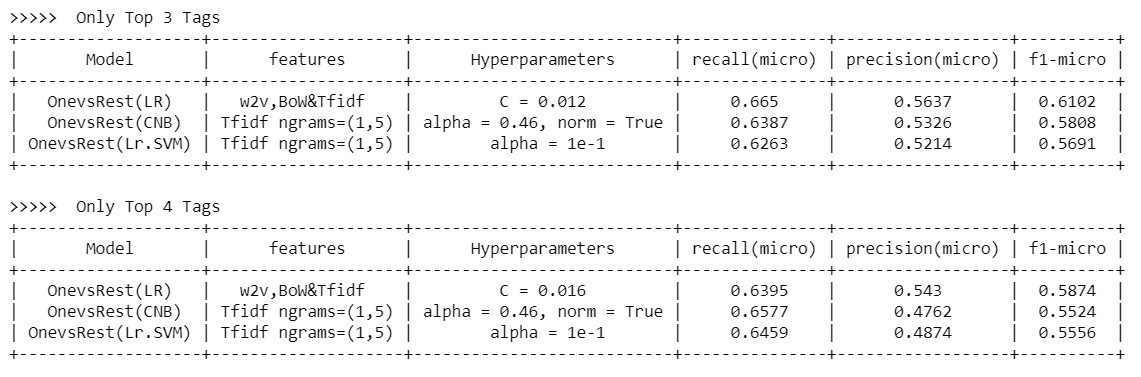 >>>>>  Only Top 3 Tags
+-------------------+--------------------+---------------------------+---------------+------------------+----------+
|       Model       |      features      |      Hyperparameters      | recall(micro) | precision(micro) | f1-micro |
+-------------------+--------------------+---------------------------+---------------+------------------+----------+
|   OnevsRest(LR)   |   w2v,BoW&Tfidf    |         C = 0.012         |     0.665     |      0.5637      |  0.6102  |
|   OnevsRest(CNB)  | Tfidf ngrams=(1,5) | alpha = 0.46, norm = True |     0.6387    |      0.5326      |  0.5808  |
| OnevsRest(Lr.SVM) | Tfidf ngrams=(1,5) |        alpha = 1e-1       |     0.6263    |      0.5214      |  0.5691  |
+-------------------+--------------------+---------------------------+---------------+------------------+----------+
>>>>>  Only Top 4 Tags
+-------------------+--------------------+---------------------------+---------------+------------------+----------+
|       Model       |      features      |      Hyperparameters      | recall(micro) | precision(micro) | f1-micro |
+-------------------+--------------------+---------------------------+---------------+------------------+----------+
|   OnevsRest(LR)   |   w2v,BoW&Tfidf    |         C = 0.016         |     0.6395    |      0.543       |  0.5874  |
|   OnevsRest(CNB)  | Tfidf ngrams=(1,5) | alpha = 0.46, norm = True |     0.6577    |      0.4762      |  0.5524  |
| OnevsRest(Lr.SVM) | Tfidf ngrams=(1,5) |        alpha = 1e-1       |     0.6459    |      0.4874      |  0.5556  |
+-------------------+--------------------+---------------------------+---------------+------------------+----------+